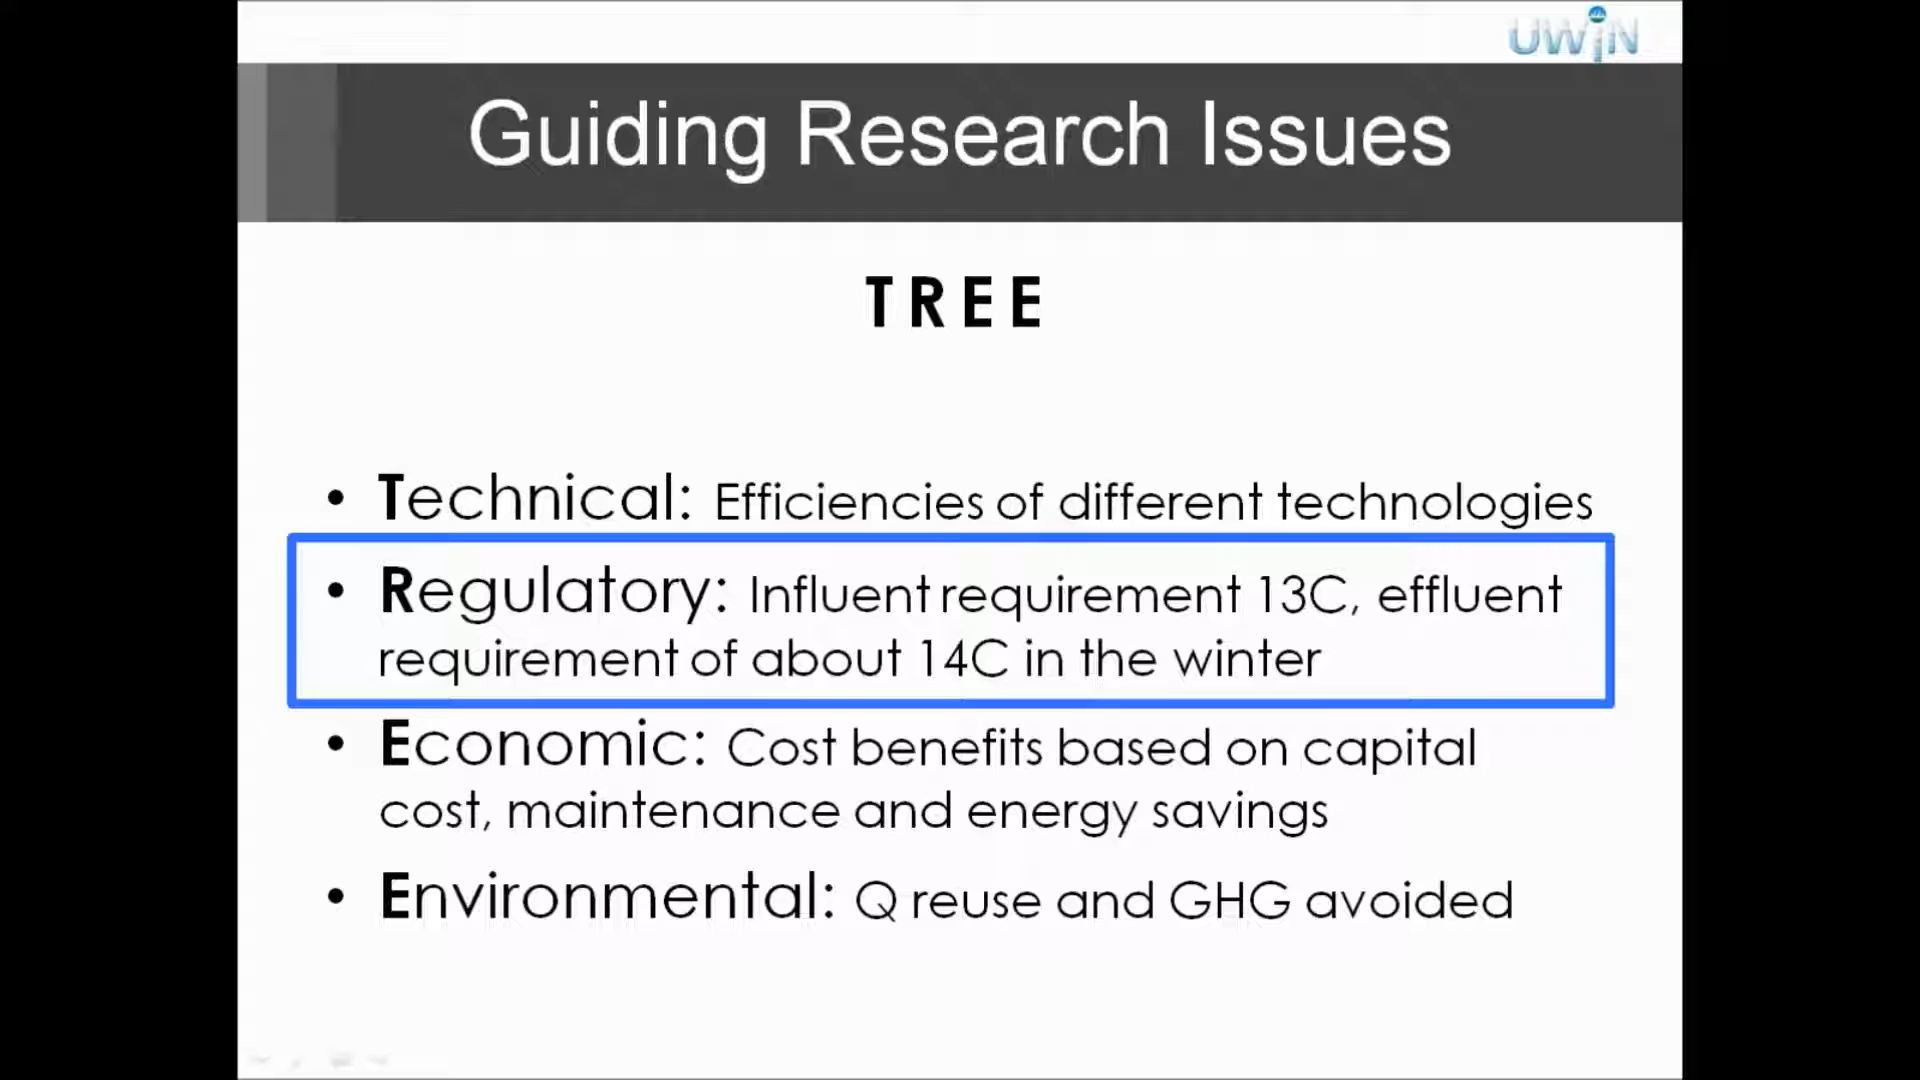 UWiN
Guiding Research Issues
TREE
• Technical: Efficiencies of different technologies
• Regulatory: Influent requirement 13C, effluent
requirement of about 14C in the winter
• Economic: Cost benefits based on capital
cost, maintenance and energy savings
• Environmental: Q reuse and GHG avoided